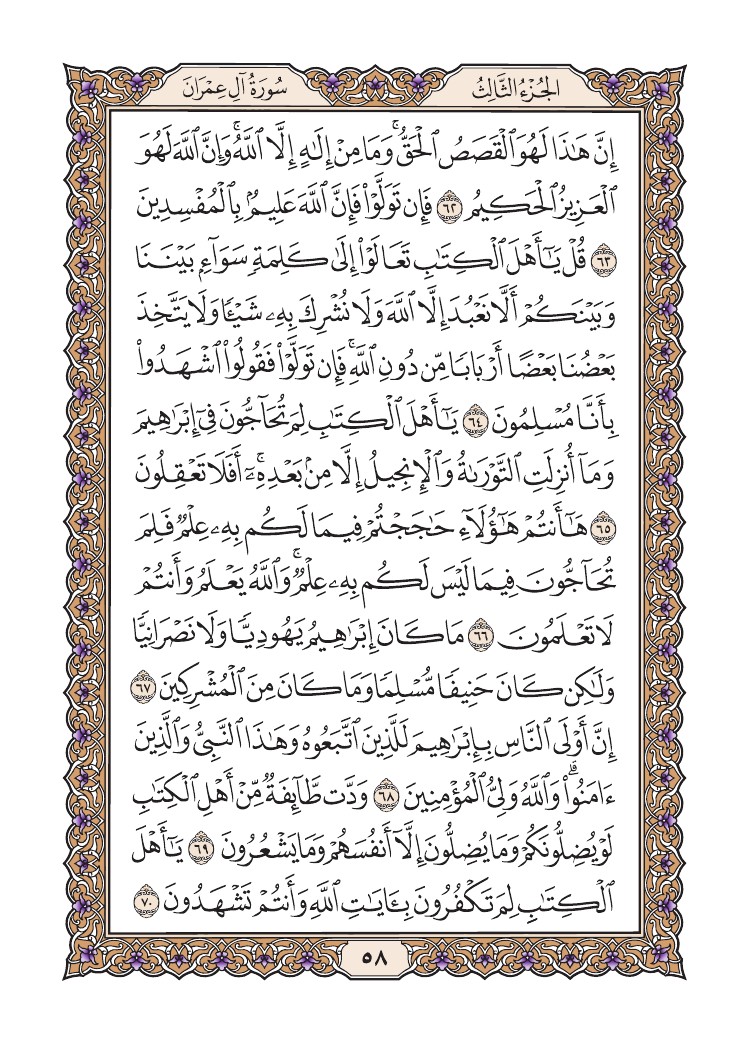 الجُزْءُ الثَّالِثُ
سُورَةُ آلِ عِمْرَانَ
إِنَّ هَٰذَا لَهُوَ ٱلْقَصَصُ ٱلْحَقُّۚ وَمَا مِنْ إِلَٰهٍ إِلَّا ٱللَّهُۚ وَإِنَّ ٱللَّهَ لَهُوَ
ٱلْعَزِيزُ ٱلْحَكِيمُ ٦٢ فَإِن تَوَلَّوْا۟ فَإِنَّ ٱللَّهَ عَلِيمٌۢ بِٱلْمُفْسِدِينَ
٦٣ قُلْ يَٰٓأَهْلَ ٱلْكِتَٰبِ تَعَالَوْا۟ إِلَىٰ كَلِمَةٍ سَوَآءٍۭ بَيْنَنَا
وَبَيْنَكُمْ أَلَّا نَعْبُدَ إِلَّا ٱللَّهَ وَلَا نُشْرِكَ بِهِۦ شَيْـًٔا وَلَا يَتَّخِذَ
بَعْضُنَا بَعْضًا أَرْبَابًا مِّن دُونِ ٱللَّهِۚ فَإِن تَوَلَّوْا۟ فَقُولُوا۟ ٱشْهَدُوا۟
بِأَنَّا مُسْلِمُونَ ٦٤ يَٰٓأَهْلَ ٱلْكِتَٰبِ لِمَ تُحَآجُّونَ فِىٓ إِبْرَٰهِيمَ
وَمَآ أُنزِلَتِ ٱلتَّوْرَىٰةُ وَٱلْإِنجِيلُ إِلَّا مِنۢ بَعْدِهِۦٓۚ أَفَلَا تَعْقِلُونَ
٦٥ هَٰٓأَنتُمْ هَٰٓؤُلَآءِ حَٰجَجْتُمْ فِيمَا لَكُم بِهِۦ عِلْمٌ فَلِمَ
تُحَآجُّونَ فِيمَا لَيْسَ لَكُم بِهِۦ عِلْمٌۚ وَٱللَّهُ يَعْلَمُ وَأَنتُمْ
لَا تَعْلَمُونَ ٦٦ مَا كَانَ إِبْرَٰهِيمُ يَهُودِيًّا وَلَا نَصْرَانِيًّا
وَلَٰكِن كَانَ حَنِيفًا مُّسْلِمًا وَمَا كَانَ مِنَ ٱلْمُشْرِكِينَ ٦٧
إِنَّ أَوْلَى ٱلنَّاسِ بِإِبْرَٰهِيمَ لَلَّذِينَ ٱتَّبَعُوهُ وَهَٰذَا ٱلنَّبِىُّ وَٱلَّذِينَ
ءَامَنُوا۟ۗ وَٱللَّهُ وَلِىُّ ٱلْمُؤْمِنِينَ ٦٨ وَدَّت طَّآئِفَةٌ مِّنْ أَهْلِ ٱلْكِتَٰبِ
لَوْ يُضِلُّونَكُمْ وَمَا يُضِلُّونَ إِلَّآ أَنفُسَهُمْ وَمَا يَشْعُرُونَ ٦٩ يَٰٓأَهْلَ
ٱلْكِتَٰبِ لِمَ تَكْفُرُونَ بِـَٔايَٰتِ ٱللَّهِ وَأَنتُمْ تَشْهَدُونَ ٧٠
٥٨